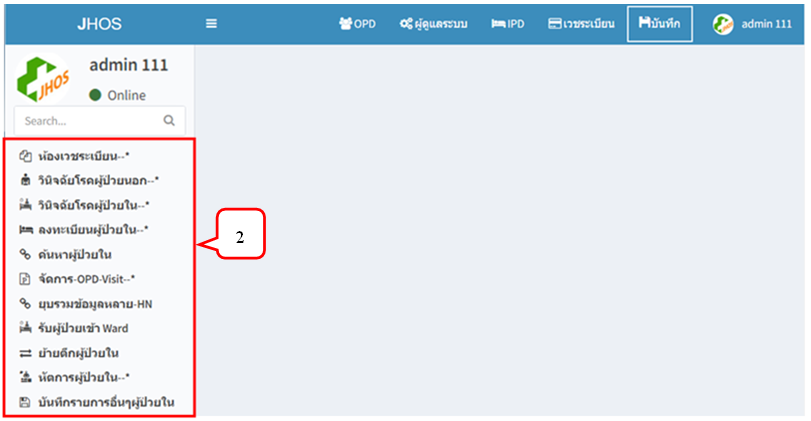 JHOS
OPD ผู้ดูแลระบบ IPD เวชระเบียน บันทึก admin 111
admin 111
JHOS
Online
Search...
ห้องเวชระเบียน--*
วินิจฉัยโรคผู้ป่วยนอก--*
วินิจฉัยโรคผู้ป่วยใน--*
ลงทะเบียนผู้ป่วยใน--*
2
ค้นหาผู้ป่วยใน
จัดการ-OPD-Visit--*
ยุบรวมข้อมูลหลาย-HN
รับผู้ป่วยเข้า Ward
ย้ายตึกผู้ป่วยใน
หัตการผู้ป่วยใน--*
บันทึกรายการอื่นๆผู้ป่วยใน